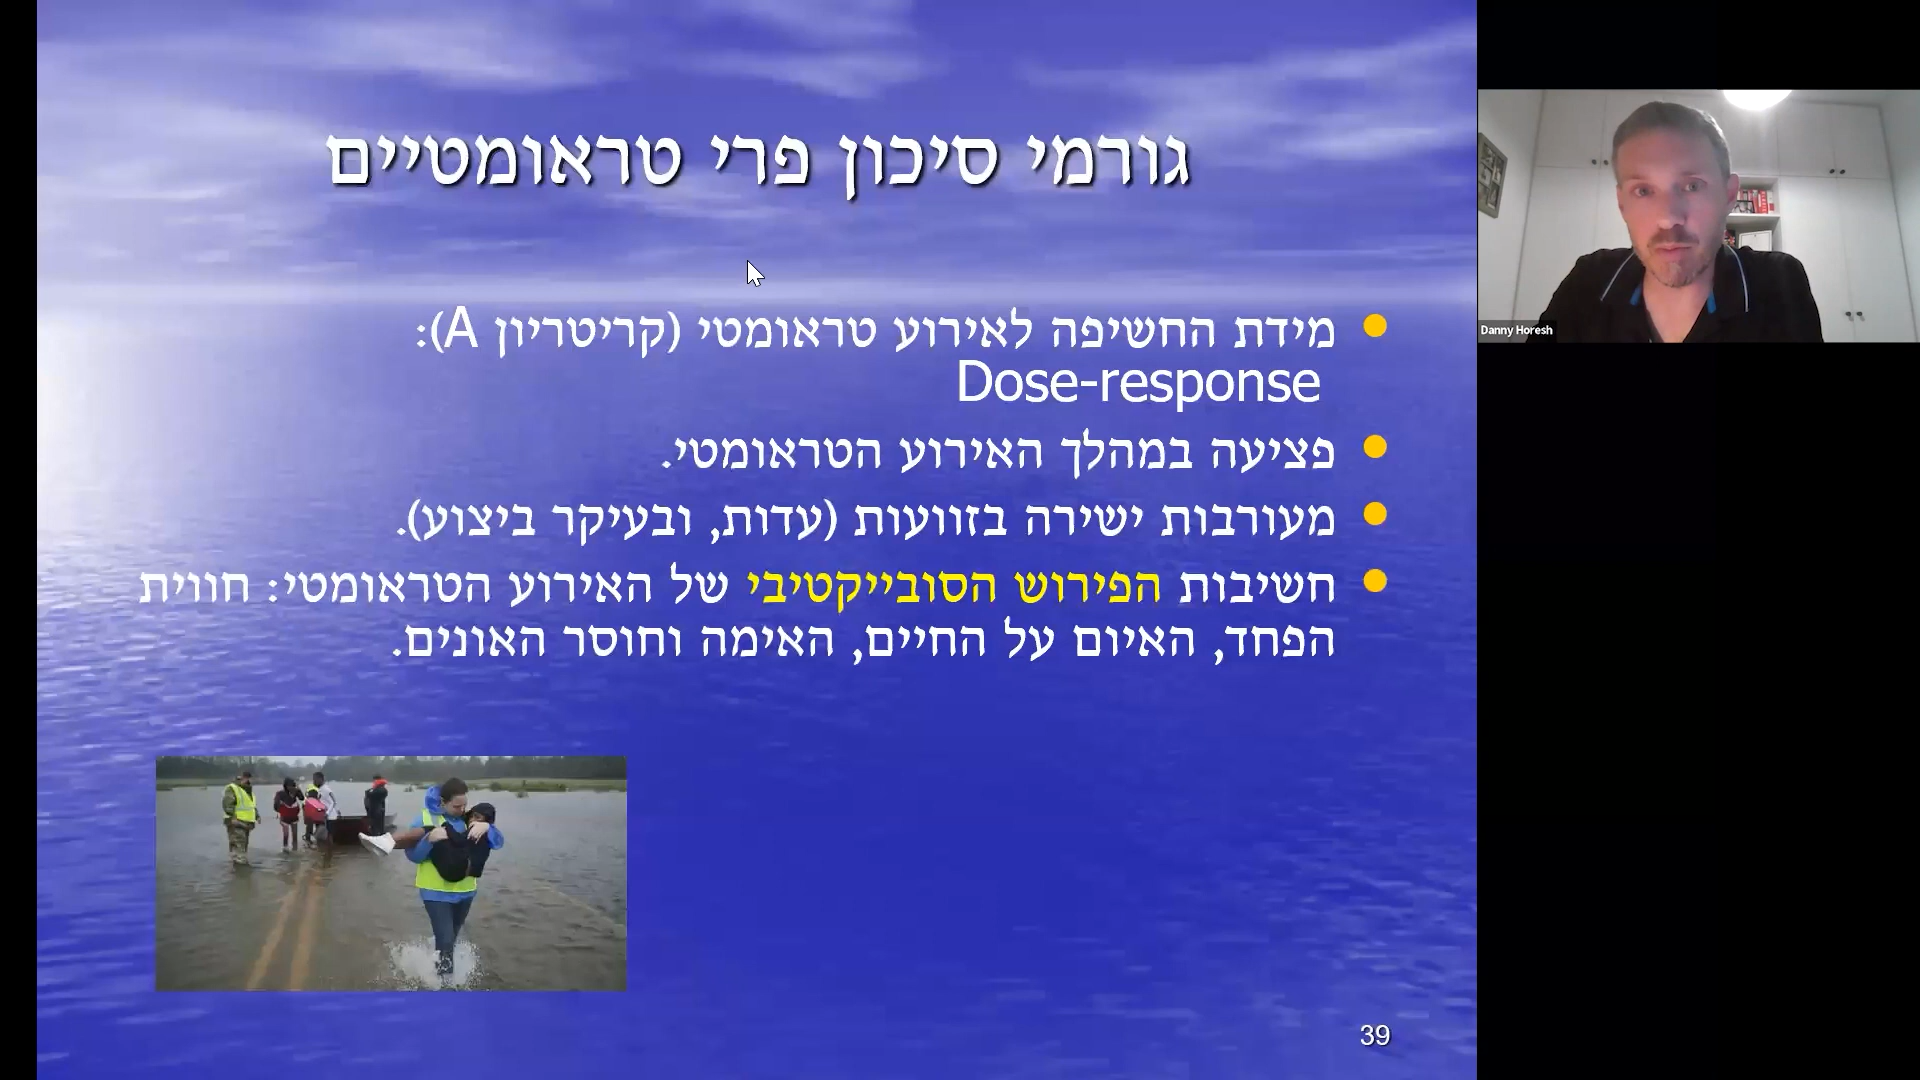 גורמי סיכון פרי טראומטיים
מידת החשיפה לאירוע טראומטי (קריטריון A):
Dose-response
פציעה במהלך האירוע הטראומטי.
מעורבות ישירה בזוועות (עדות, ובעיקר ביצוע).
חשיבות הפירוש הסובייקטיבי של האירוע הטראומטי: חווית
הפחד, האיום על החיים, האימה וחוסר האונים.
39
Danny Horesh